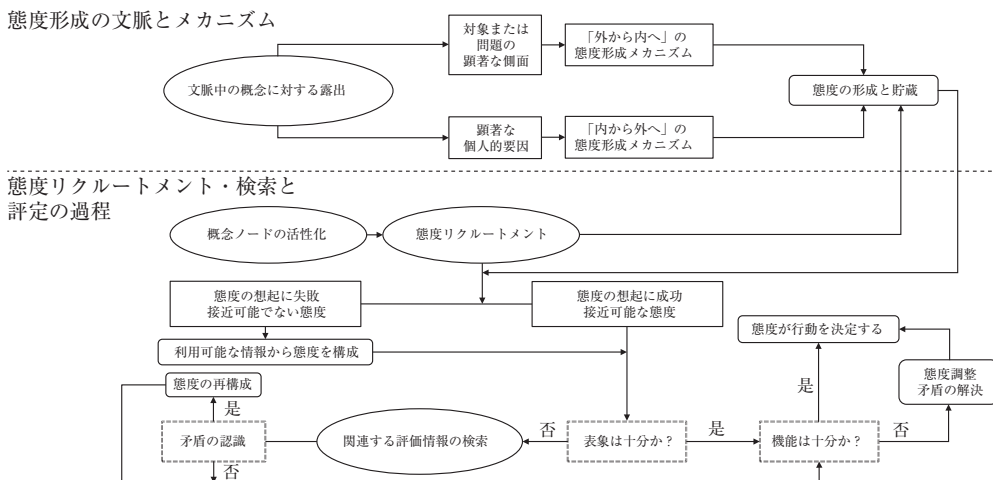 態度形成の文脈とメカニズム
対象または
問題の
顕著な側面
「外から内へ」の
態度形成メカニズム
文脈中の概念に対する露出
態度の形成と貯蔵
顕著な
個人的要因
「内から外へ」の
態度形成メカニズム
態度リクルートメント・検索と
評定の過程
概念ノードの活性化
態度リクルートメント
態度の想起に失敗
接近可能でない態度
態度の想起に成功
接近可能な態度
利用可能な情報から態度を構成
態度が行動を決定する
態度の再構成
態度調整
矛盾の解決
是
是
矛盾の認識
関連する評価情報の検索
否
表象は十分か?
是
機能は十分か?
否
否